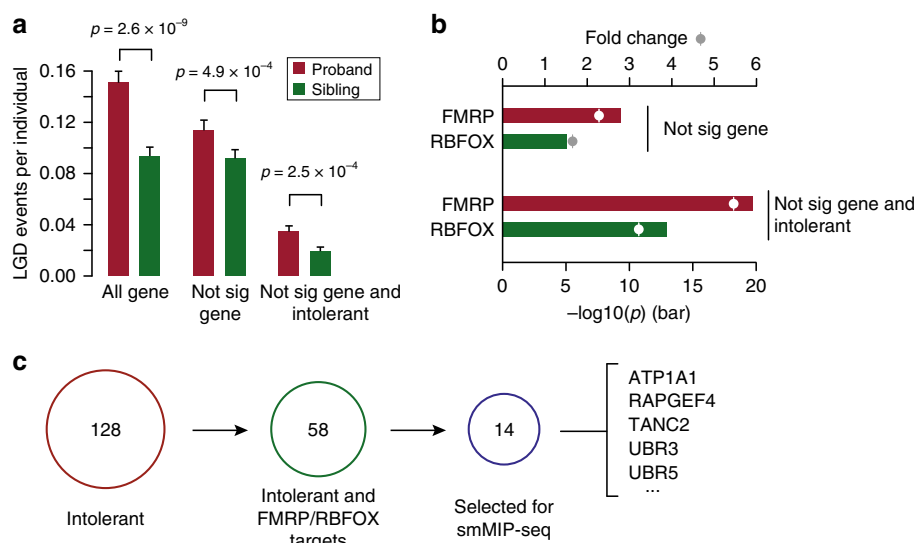 a
p = 2.6 × 10⁻⁹
p = 4.9 × 10⁻⁴
p = 2.5 × 10⁻⁴
Proband
Sibling
LGD events per individual
0.16
0.12
0.08
0.04
0.00
All gene
Not sig
gene
Not sig gene and
intolerant
b
Fold change
0 1 2 3 4 5 6
FMRP
RBFOX
Not sig gene
FMRP
RBFOX
Not sig gene and
intolerant
0 5 10 15 20
–log10(p) (bar)
c
128
58
14
Intolerant
Intolerant and
FMRP/RBFOX
targets
Selected for
smMIP-seq
ATP1A1
RAPGEF4
TANC2
UBR3
UBR5
...